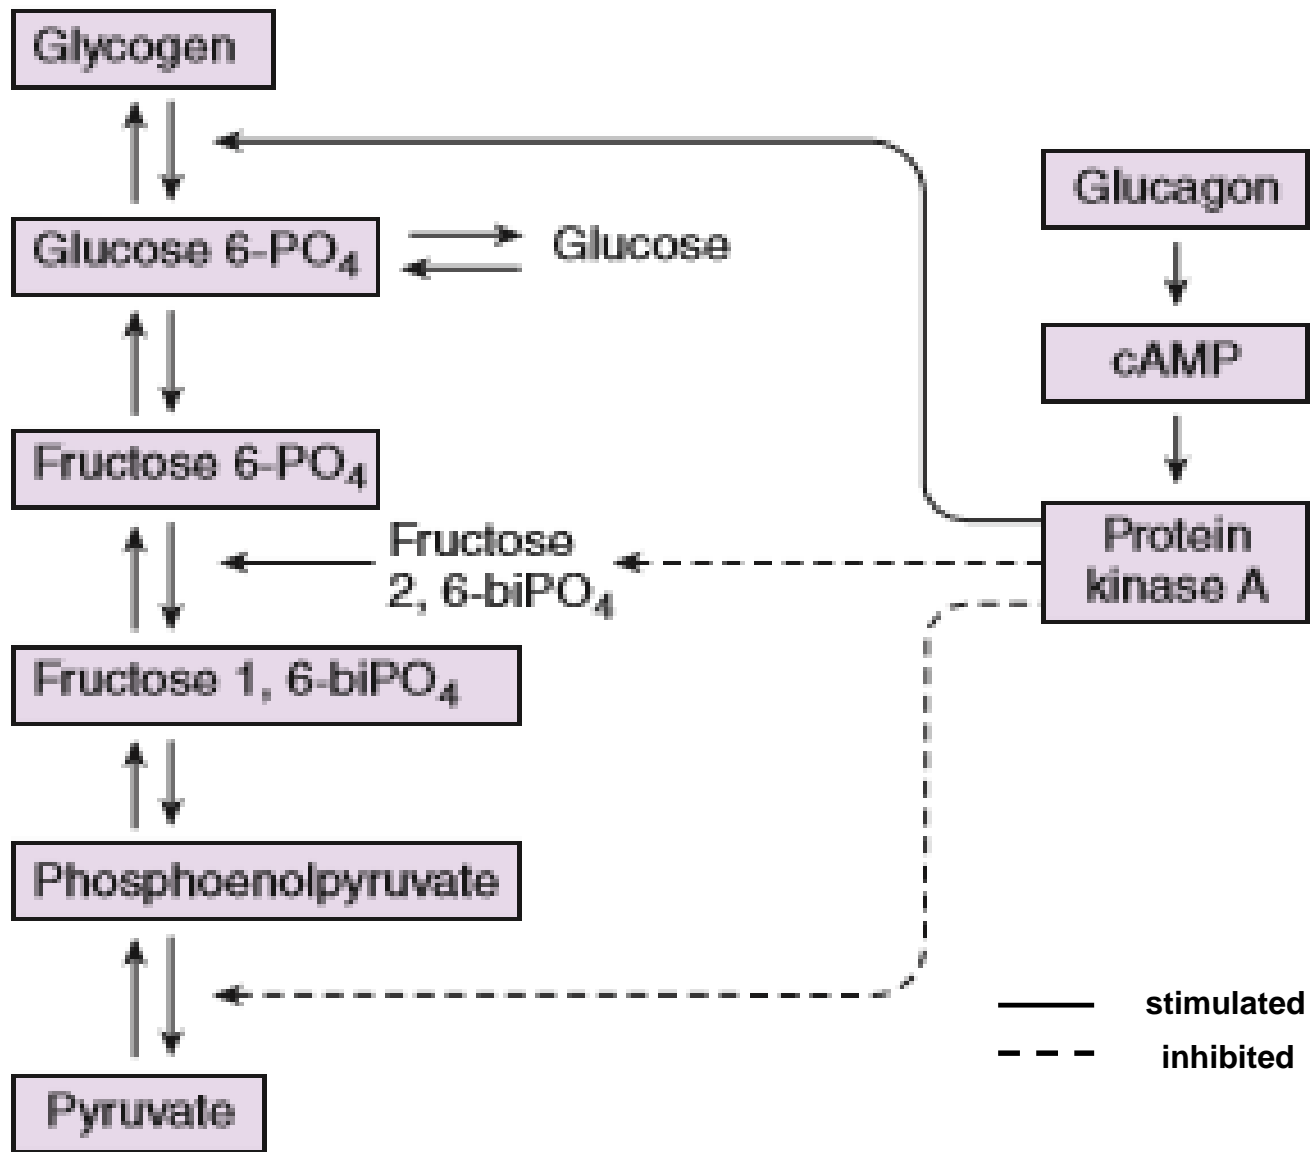 Glycogen
Glucagon
Glucose 6-PO₄
Glucose
cAMP
Fructose 6-PO₄
Fructose
2, 6-biPO₄
Protein
kinase A
Fructose 1, 6-biPO₄
Phosphoenolpyruvate
stimulated
inhibited
Pyruvate